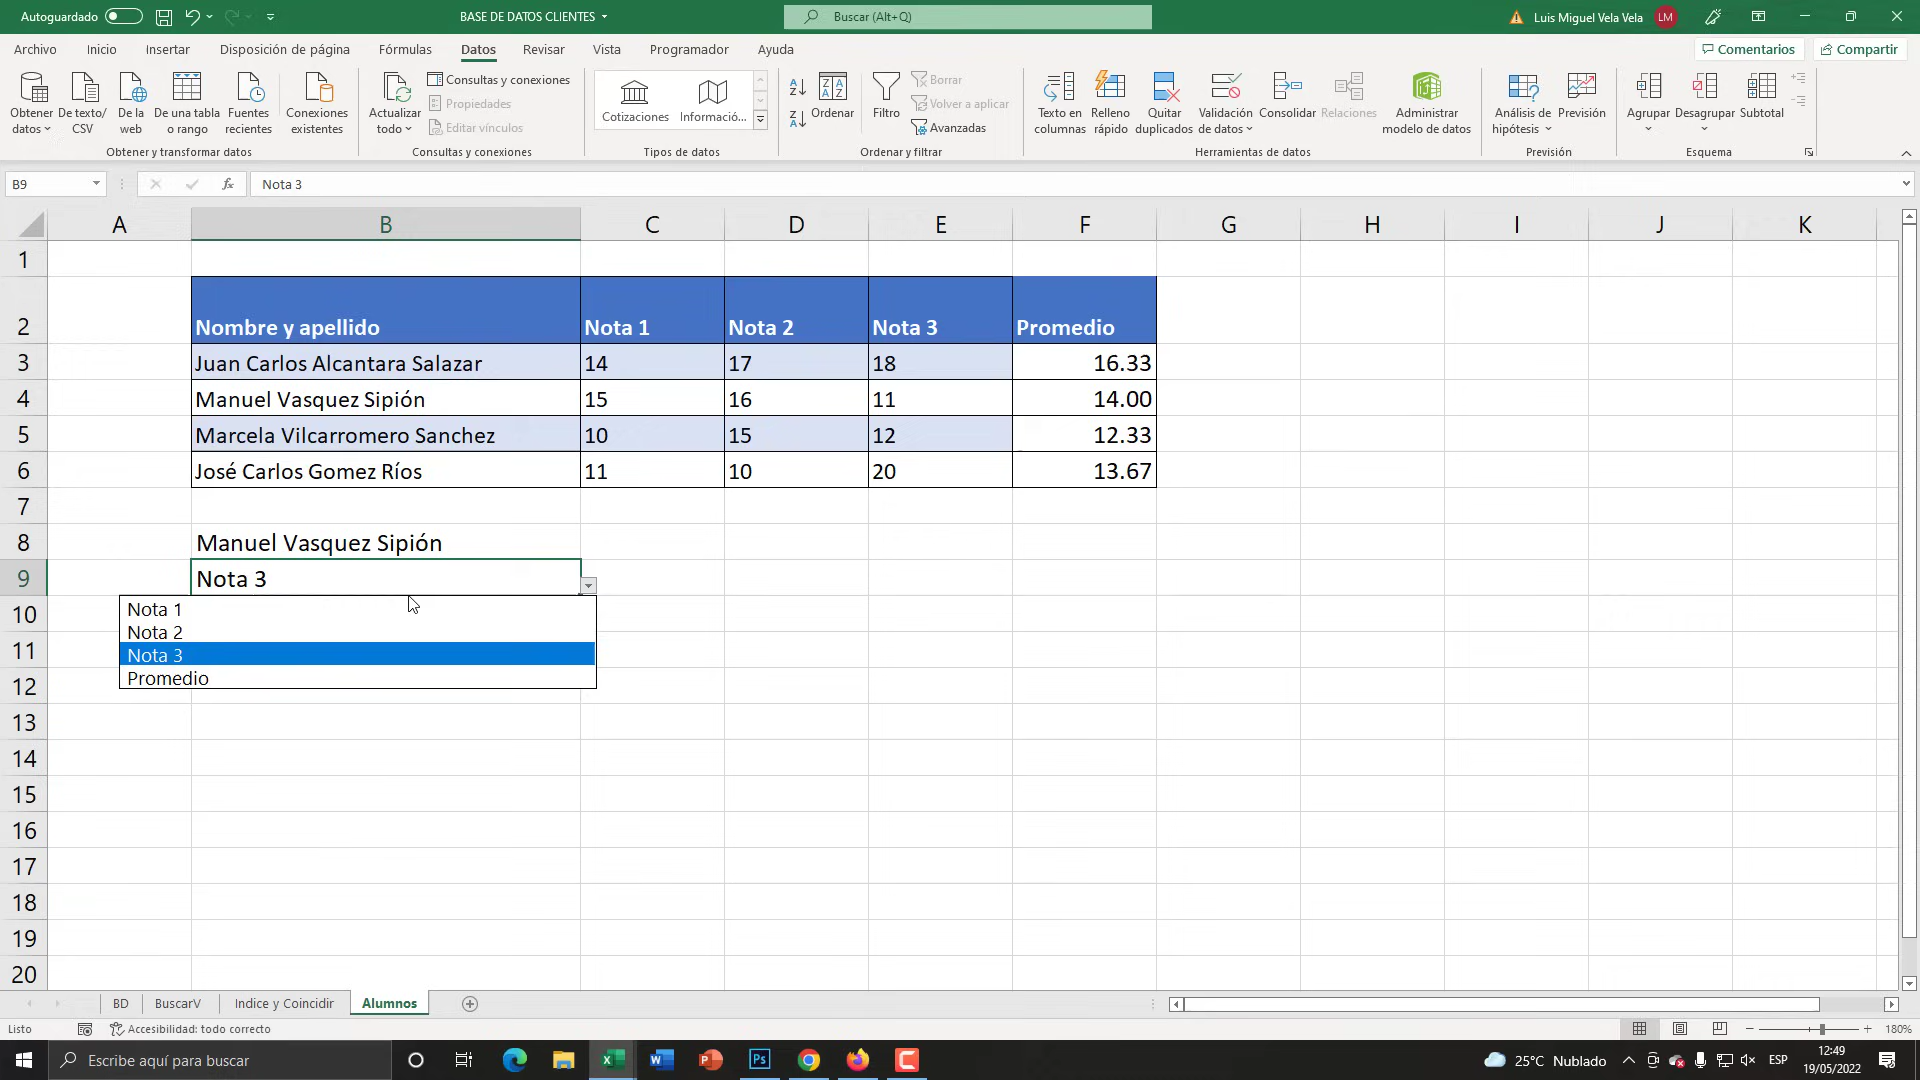 Autoguardado
BASE DE DATOS CLIENTES
Buscar (Alt+Q)
Luis Miguel Vela Vela
LM
Archivo Inicio Insertar Disposición de página Fórmulas Datos Revisar Vista Programador Ayuda
Comentarios
Compartir
Obtener datos
De texto/ CSV
De la web
De una tabla o rango
Fuentes recientes
Conexiones existentes
Obtener y transformar datos
Actualizar todo
Consultas y conexiones
Propiedades
Editar vínculos
Consultas y conexiones
Cotizaciones
Informació...
Tipos de datos
Ordenar
Filtro
Borrar
Volver a aplicar
Avanzadas
Ordenar y filtrar
Texto en columnas
Relleno rápido
Quitar duplicados
Validación de datos
Consolidar
Relaciones
Administrar modelo de datos
Herramientas de datos
Análisis de hipótesis
Previsión
Previsión
Agrupar
Desagrupar
Subtotal
Esquema
B9
fx
Nota 3
A B C D E F G H I J K
1
2 Nombre y apellido Nota 1 Nota 2 Nota 3 Promedio
3 Juan Carlos Alcantara Salazar 14 17 18 16.33
4 Manuel Vasquez Sipión 15 16 11 14.00
5 Marcela Vilcarromero Sanchez 10 15 12 12.33
6 José Carlos Gomez Ríos 11 10 20 13.67
7
8 Manuel Vasquez Sipión
9 Nota 3
10 Nota 1
Nota 2
11 Nota 3
12 Promedio
13
14
15
16
17
18
19
20
BD BuscarV Indice y Coincidir Alumnos
Listo
Accesibilidad: todo correcto
180%
Escribe aquí para buscar
25°C Nublado
ESP
12:49
19/05/2022